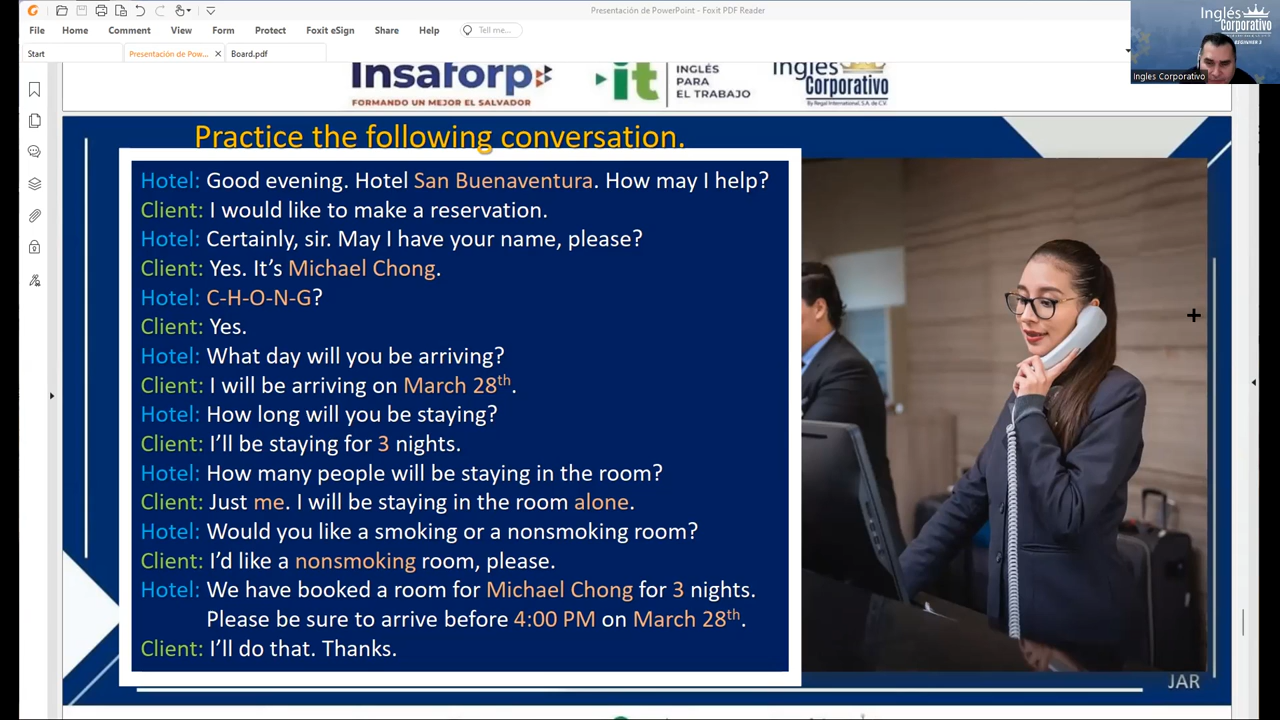 Presentación de PowerPoint - Foxit PDF Reader
File Home Comment View Form Protect Foxit eSign Share Help Tell me...
Start Presentación de Pow... Board.pdf
Inglés
Corporativo
BEGINNER 2
Ingles Corporativo
Insaforp
FORMANDO UN MEJOR EL SALVADOR
it
INGLÉS
PARA
EL TRABAJO
Inglés
Corporativo
By Regal International, S.A. de C.V.
Practice the following conversation.
Hotel: Good evening. Hotel San Buenaventura. How may I help?
Client: I would like to make a reservation.
Hotel: Certainly, sir. May I have your name, please?
Client: Yes. It’s Michael Chong.
Hotel: C-H-O-N-G?
Client: Yes.
Hotel: What day will you be arriving?
Client: I will be arriving on March 28th.
Hotel: How long will you be staying?
Client: I’ll be staying for 3 nights.
Hotel: How many people will be staying in the room?
Client: Just me. I will be staying in the room alone.
Hotel: Would you like a smoking or a nonsmoking room?
Client: I’d like a nonsmoking room, please.
Hotel: We have booked a room for Michael Chong for 3 nights.
Please be sure to arrive before 4:00 PM on March 28th.
Client: I’ll do that. Thanks.
JAR